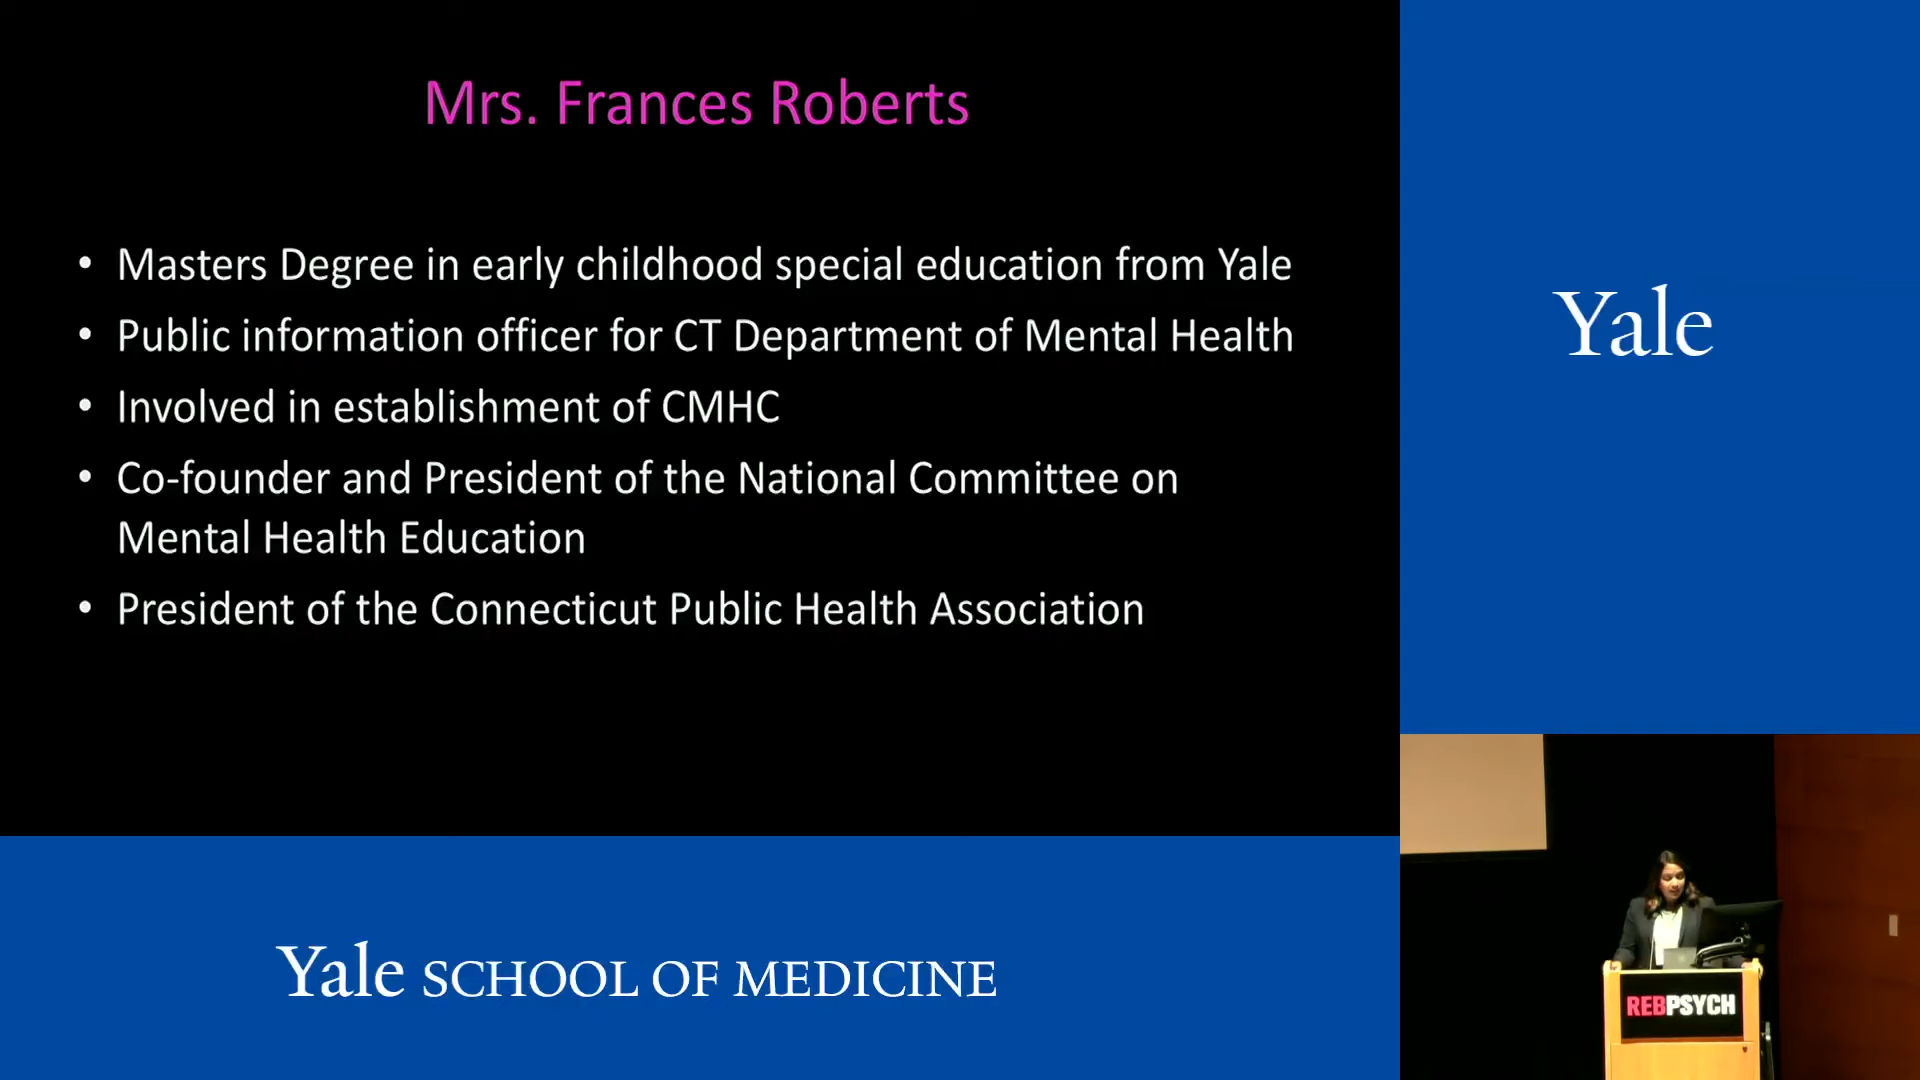 Mrs. Frances Roberts
• Masters Degree in early childhood special education from Yale
• Public information officer for CT Department of Mental Health
• Involved in establishment of CMHC
• Co-founder and President of the National Committee on
Mental Health Education
• President of the Connecticut Public Health Association
Yale
Yale SCHOOL OF MEDICINE
REBPSYCH